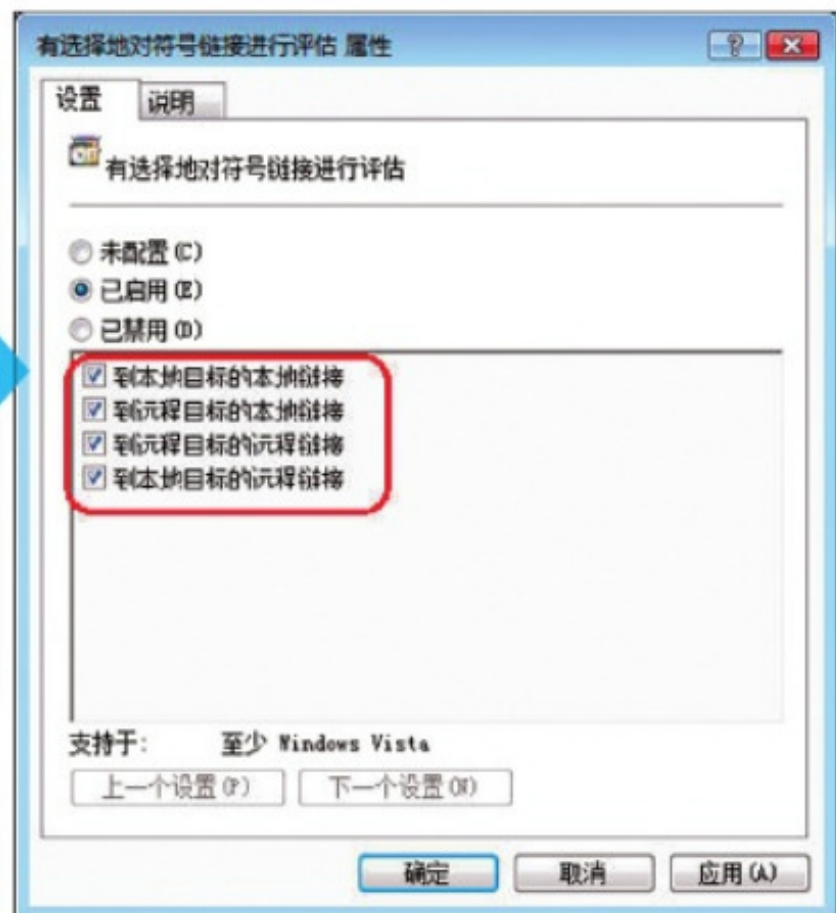 有选择地对符号链接进行评估 属性
设置 说明
有选择地对符号链接进行评估
未配置(C)
已启用(E)
已禁用(D)
到本地目标的本地链接
到远程目标的本地链接
到远程目标的远程链接
到本地目标的远程链接
支持于: 至少 Windows Vista
上一个设置(P) 下一个设置(N)
确定 取消 应用(A)